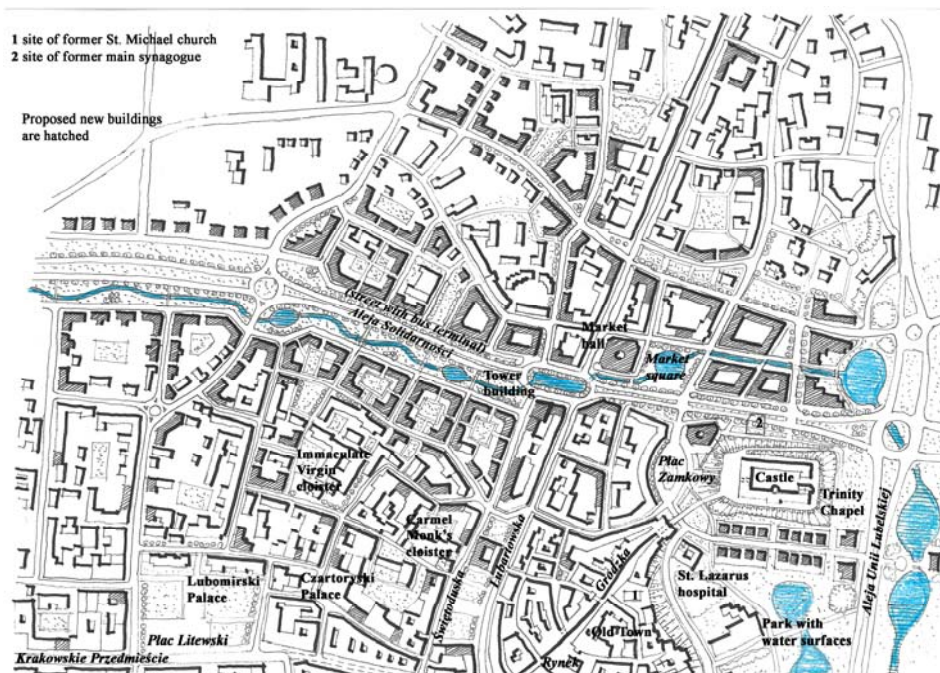 1 site of former St. Michael church
2 site of former main synagogue
Proposed new buildings
are hatched
(street with bus terminal)
Aleja Solidarności
Market
hall
Market
square
Tower
building
2
Płac
Zamkowy
Castle
Trinity
Chapel
Immaculate
Virgin
cloister
Carmel
Monk's
cloister
Świętoduska
Lubartowska
Grodzka
Aleja Unii Lubelskiej
Lubomirski
Palace
Czartoryski
Palace
St. Lazarus
hospital
1
Park with
water surfaces
Old Town
Płac Litewski
Krakowskie Przedmieście
Rynek